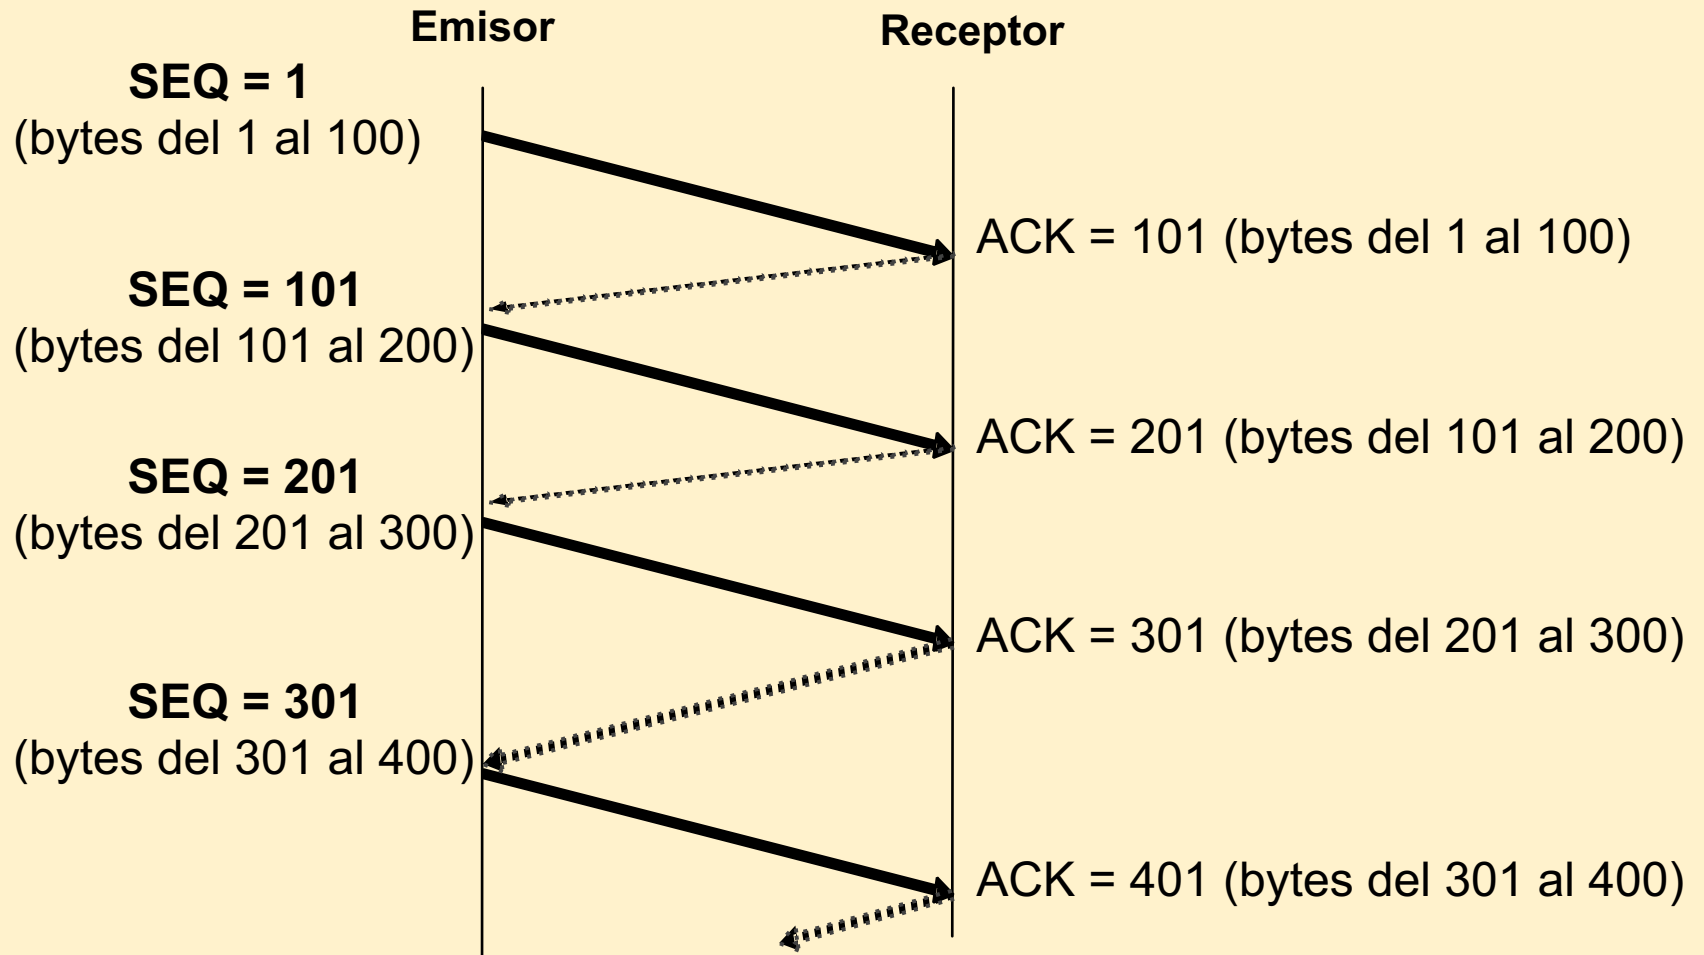 Emisor
Receptor
SEQ = 1
(bytes del 1 al 100)
ACK = 101 (bytes del 1 al 100)
SEQ = 101
(bytes del 101 al 200)
ACK = 201 (bytes del 101 al 200)
SEQ = 201
(bytes del 201 al 300)
ACK = 301 (bytes del 201 al 300)
SEQ = 301
(bytes del 301 al 400)
ACK = 401 (bytes del 301 al 400)